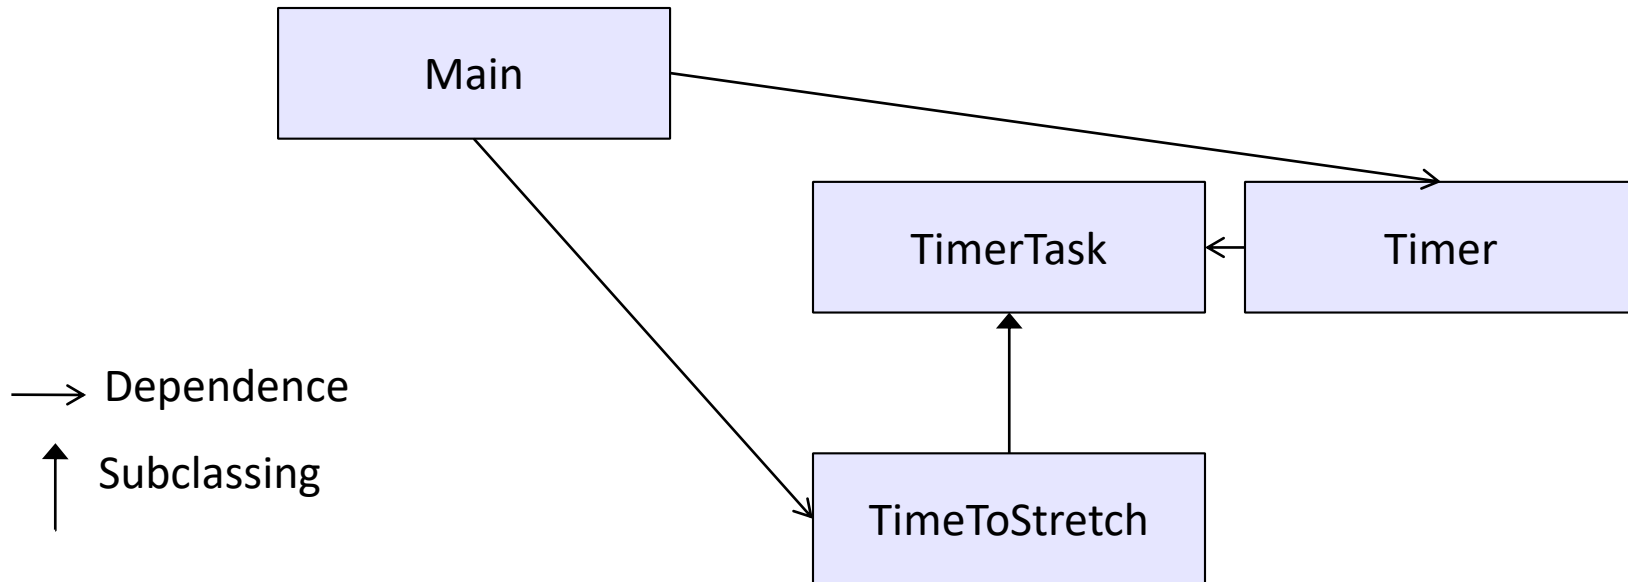 Main
TimerTask
Timer
Dependence
Subclassing
TimeToStretch